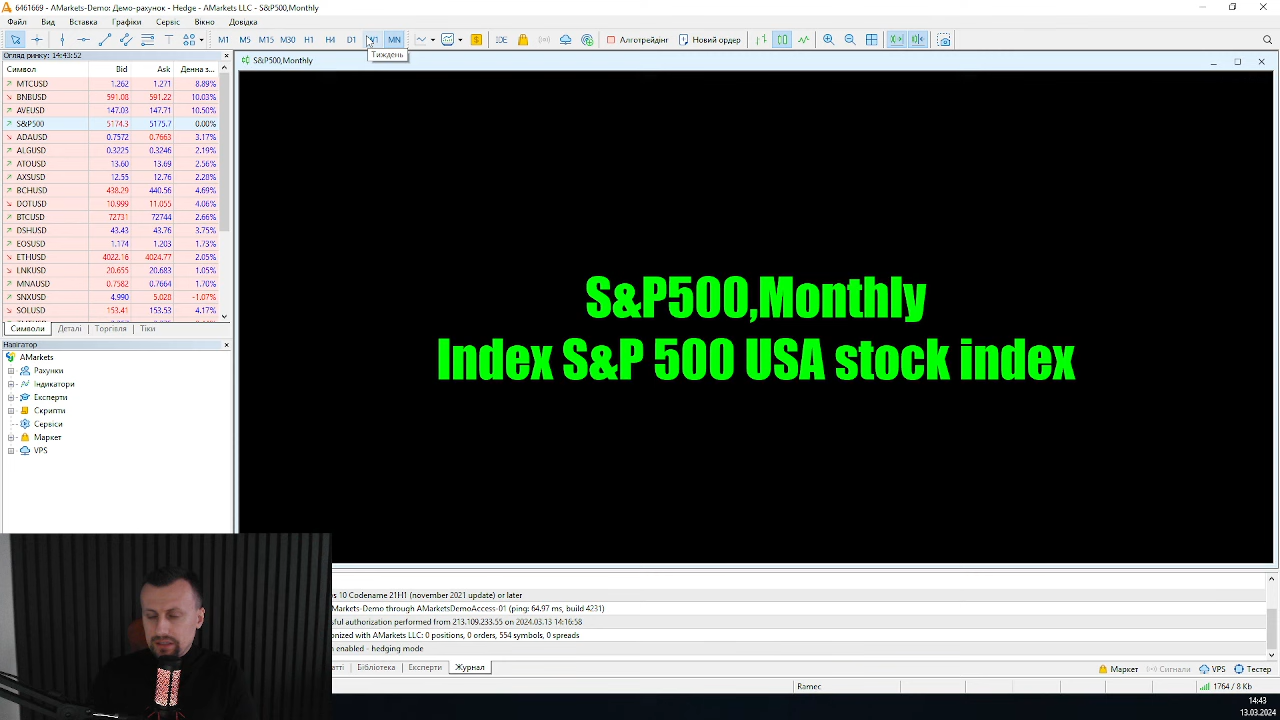 6461669 - AMarkets-Demo: Демо-рахунок - Hedge - AMarkets LLC - S&P500,Monthly
Файл Вид Вставка Графіки Сервіс Вікно Довідка
M1 M5 M15 M30 H1 H4 D1 MN IDE Алготрейдінг Новий ордер
Тиждень
Огляд ринку: 14:43:52
Символ Bid Ask Денна з...
MTCUSD 1.262 1.271 8.89%
BNBUSD 591.08 591.22 10.03%
AVEUSD 147.03 147.71 10.50%
S&P500 5174.3 5175.7 0.00%
ADAUSD 0.7572 0.7663 3.17%
ALGUSD 0.3225 0.3246 2.19%
ATOUSD 13.60 13.69 2.56%
AXSUSD 12.55 12.76 2.28%
BCHUSD 438.29 440.56 4.69%
DOTUSD 10.999 11.055 4.06%
BTCUSD 72731 72744 2.66%
DSHUSD 43.43 43.76 3.75%
EOSUSD 1.174 1.203 1.73%
ETHUSD 4022.16 4024.77 2.05%
LNKUSD 20.655 20.683 1.05%
MNAUSD 0.7582 0.7664 1.70%
SNXUSD 4.990 5.028 -1.07%
SOLUSD 153.41 153.53 4.17%
Символи Деталі Торгівля Тіки
Навігатор
AMarkets
Рахунки
Індикатори
Експерти
Скрипти
Сервіси
Маркет
VPS
S&P500,Monthly
S&P500,Monthly
Index S&P 500 USA stock index
s 10 Codename 21H1 (november 2021 update) or later
Markets-Demo through AMarketsDemoAccess-01 (ping: 64.97 ms, build 4231)
ful authorization performed from 213.109.233.55 on 2024.03.13 14:16:58
onized with AMarkets LLC: 0 positions, 0 orders, 554 symbols, 0 spreads
n enabled - hedging mode
татті Бібліотека Експерти Журнал
Маркет Сигнали VPS Тестер
Ramec 1764 / 8 Kb
14:43
13.03.2024